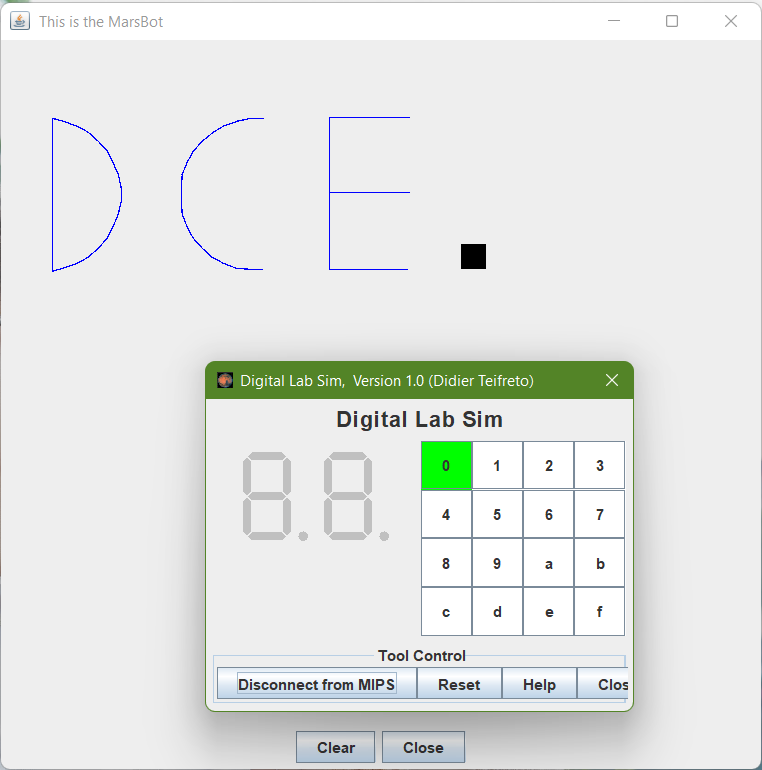 This is the MarsBot
D C E
Digital Lab Sim, Version 1.0 (Didier Teifreto)
Digital Lab Sim
8.8.
0 1 2 3
4 5 6 7
8 9 a b
c d e f
Tool Control
Disconnect from MIPS Reset Help Clos
Clear Close